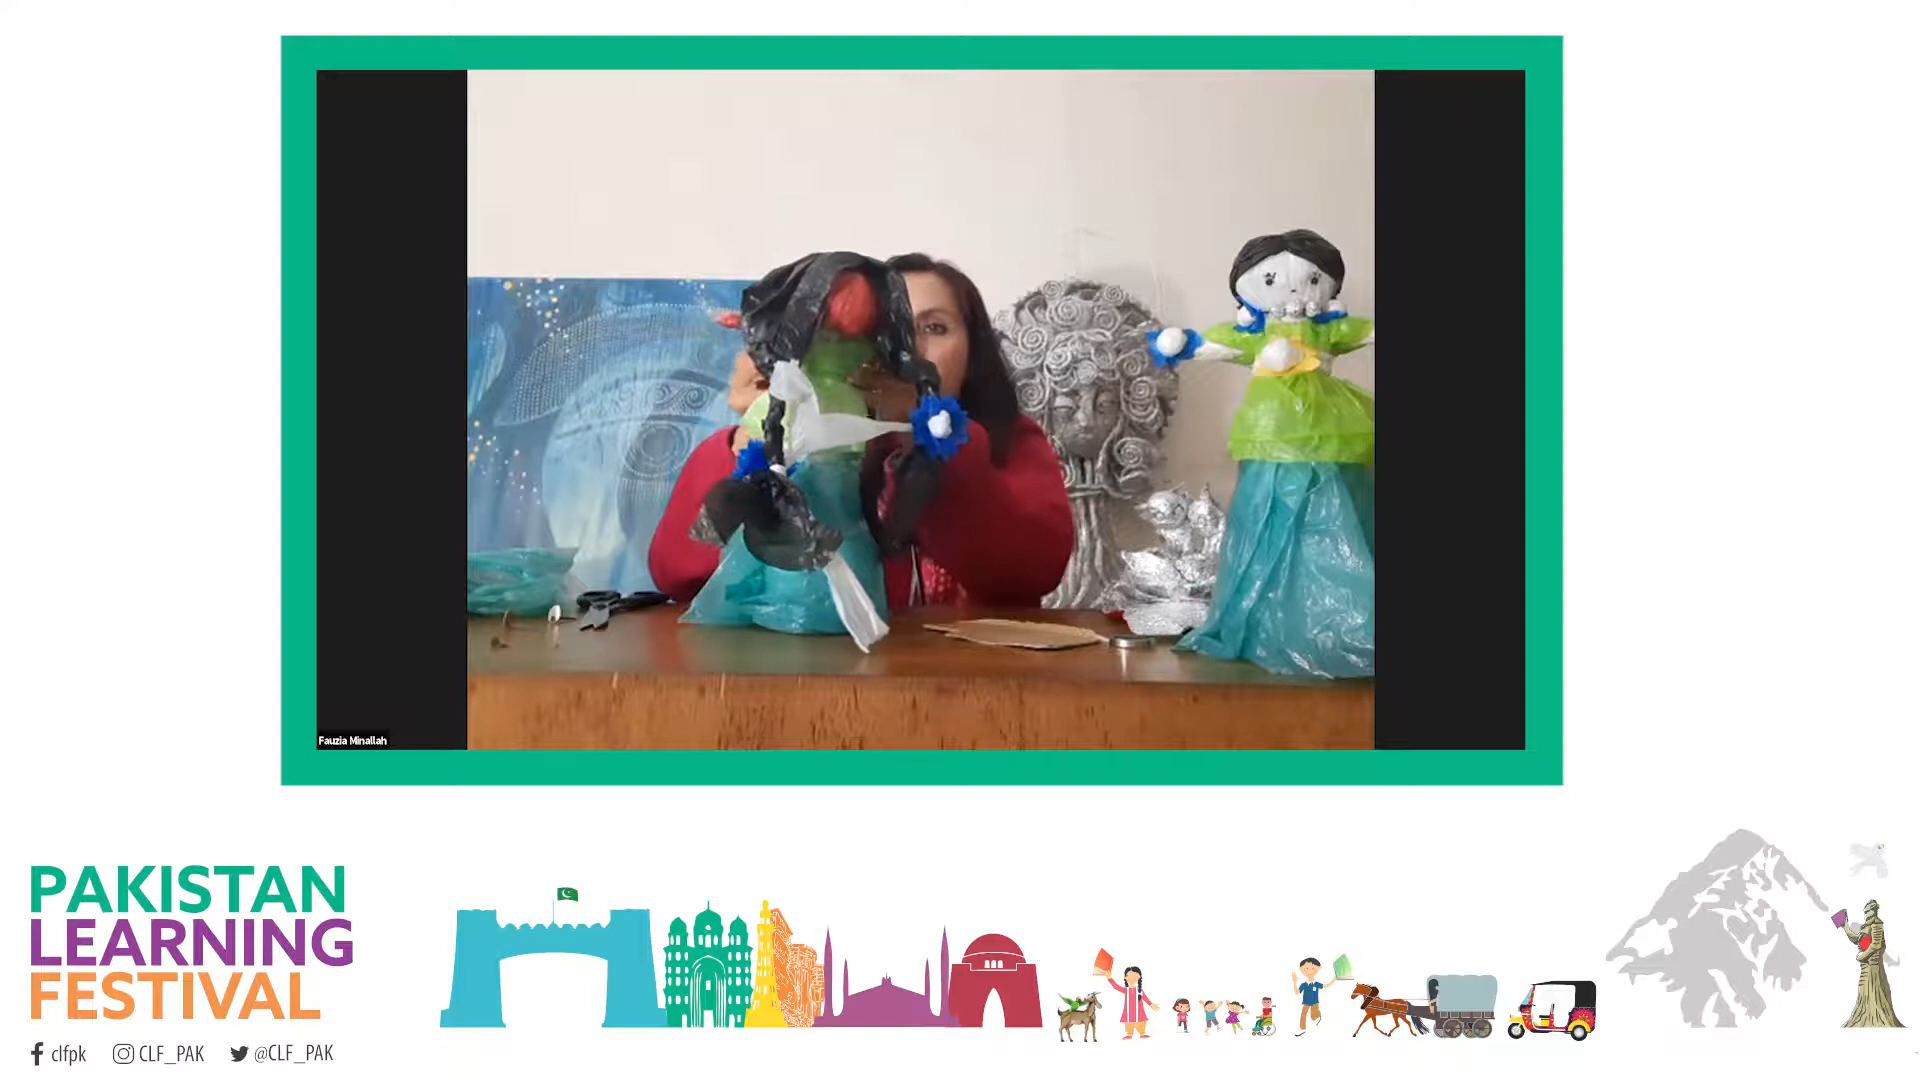 Fauzia Minallah
PAKISTAN
LEARNING
FESTIVAL
clfpk CLF_PAK @CLF_PAK